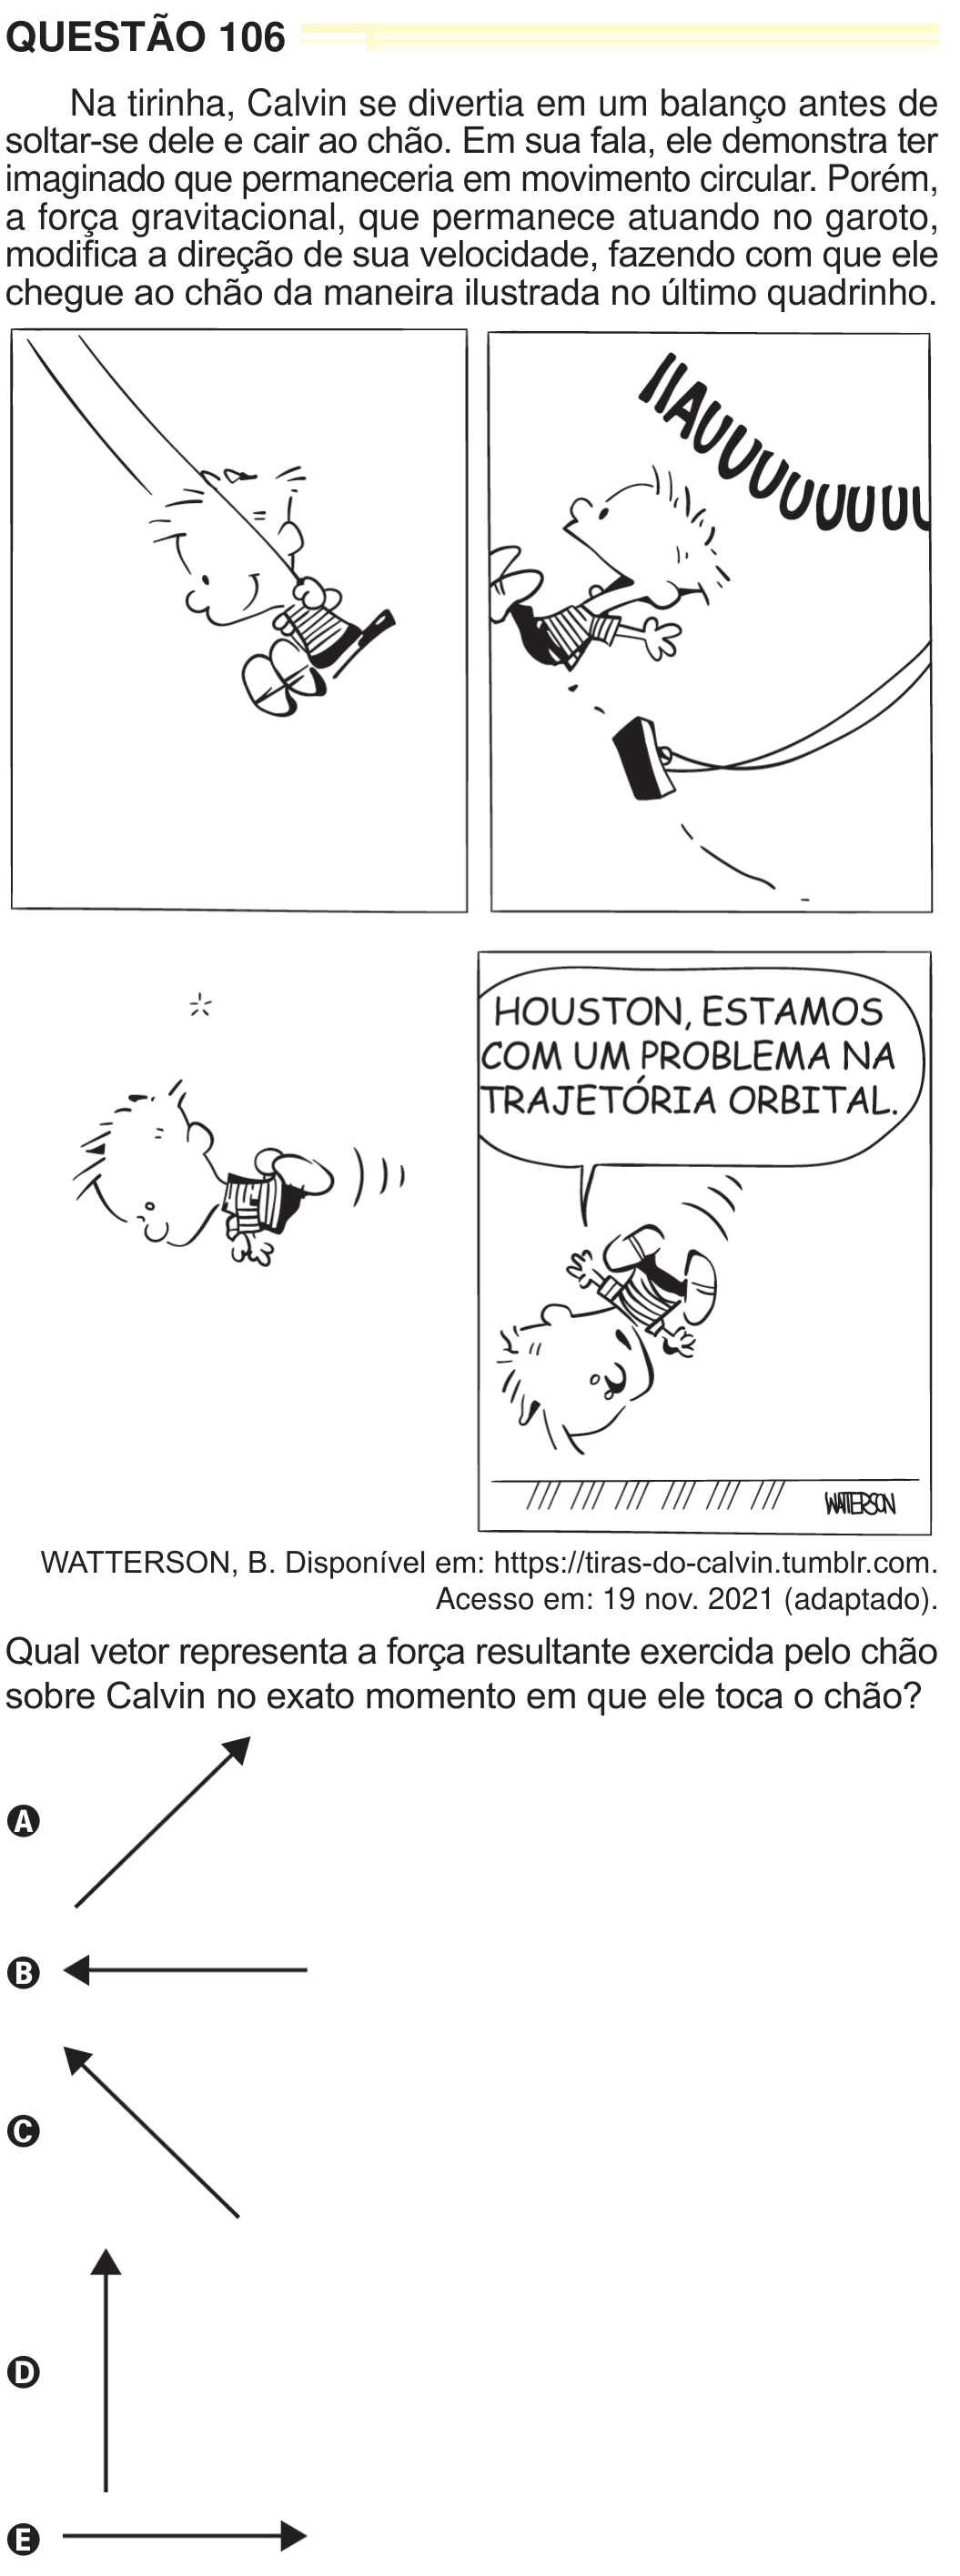 QUESTÃO 106
Na tirinha, Calvin se divertia em um balanço antes de
soltar-se dele e cair ao chão. Em sua fala, ele demonstra ter
imaginado que permaneceria em movimento circular. Porém,
a força gravitacional, que permanece atuando no garoto,
modifica a direção de sua velocidade, fazendo com que ele
chegue ao chão da maneira ilustrada no último quadrinho.
IIAUUUUUUUU
HOUSTON, ESTAMOS
COM UM PROBLEMA NA
TRAJETÓRIA ORBITAL.
WATTERSON
WATTERSON, B. Disponível em: https://tiras-do-calvin.tumblr.com.
Acesso em: 19 nov. 2021 (adaptado).
Qual vetor representa a força resultante exercida pelo chão
sobre Calvin no exato momento em que ele toca o chão?
A
B
C
D
E